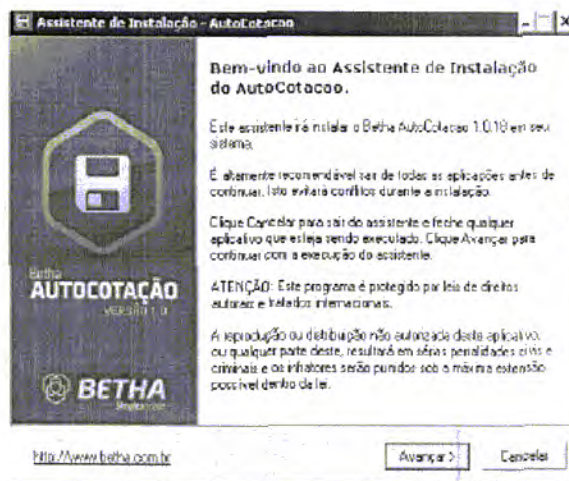 Assistente de Instalação - AutoCotacao
Bem-vindo ao Assistente de Instalação
do AutoCotacao.
Este assistente irá instalar o Betha AutoCotacao 1.0.18 em seu
sistema.
É altamente recomendável sair de todas as aplicações antes de
continuar. Isto evitará conflitos durante a instalação.
Clique Cancelar para sair do assistente e feche qualquer
aplicativo que esteja sendo executado. Clique Avançar para
continuar com a execução do assistente.
ATENÇÃO: Este programa é protegido por leis de direitos
autorais e tratados internacionais.
A reprodução ou distribuição não autorizada deste aplicativo,
ou qualquer parte deste, resultará em sérias penalidades civis e
criminais e os infratores serão punidos sob a máxima extensão
possível dentro da lei.
Betha
AUTOCOTAÇÃO
VERSÃO 1.0
BETHA
http://www.betha.com.br
Avançar >
Cancelar